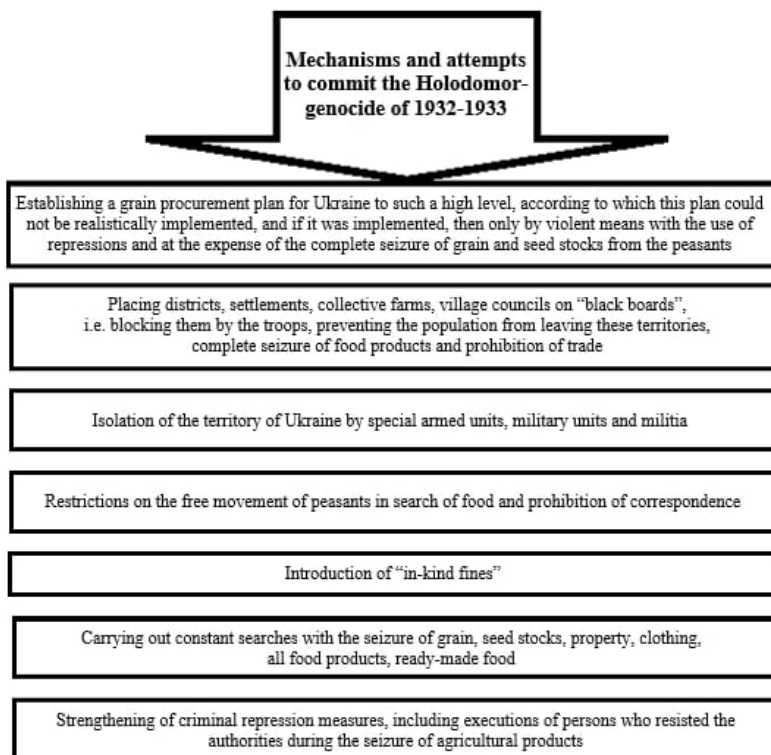 Mechanisms and attempts
to commit the Holodomor-
genocide of 1932-1933
Establishing a grain procurement plan for Ukraine to such a high level, according to which this plan could
not be realistically implemented, and if it was implemented, then only by violent means with the use of
repressions and at the expense of the complete seizure of grain and seed stocks from the peasants
Placing districts, settlements, collective farms, village councils on “black boards”,
i.e. blocking them by the troops, preventing the population from leaving these territories,
complete seizure of food products and prohibition of trade
Isolation of the territory of Ukraine by special armed units, military units and militia
Restrictions on the free movement of peasants in search of food and prohibition of correspondence
Introduction of “in-kind fines”
Carrying out constant searches with the seizure of grain, seed stocks, property, clothing,
all food products, ready-made food
Strengthening of criminal repression measures, including executions of persons who resisted the
authorities during the seizure of agricultural products